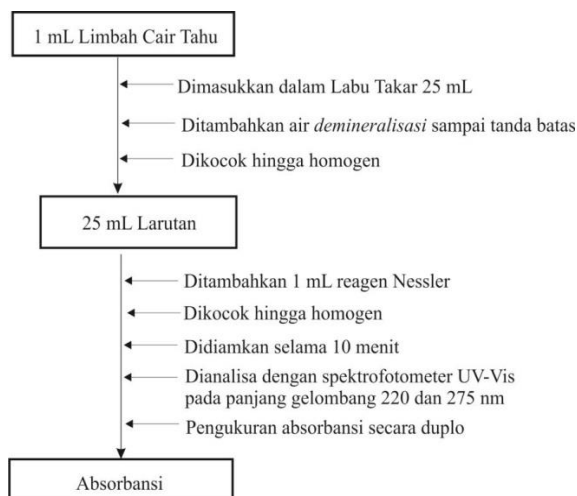 1 mL Limbah Cair Tahu
Dimasukkan dalam Labu Takar 25 mL
Ditambahkan air demineralisasi sampai tanda batas
Dikocok hingga homogen
25 mL Larutan
Ditambahkan 1 mL reagen Nessler
Dikocok hingga homogen
Didiamkan selama 10 menit
Dianalisa dengan spektrofotometer UV-Vis
pada panjang gelombang 220 dan 275 nm
Pengukuran absorbansi secara duplo
Absorbansi